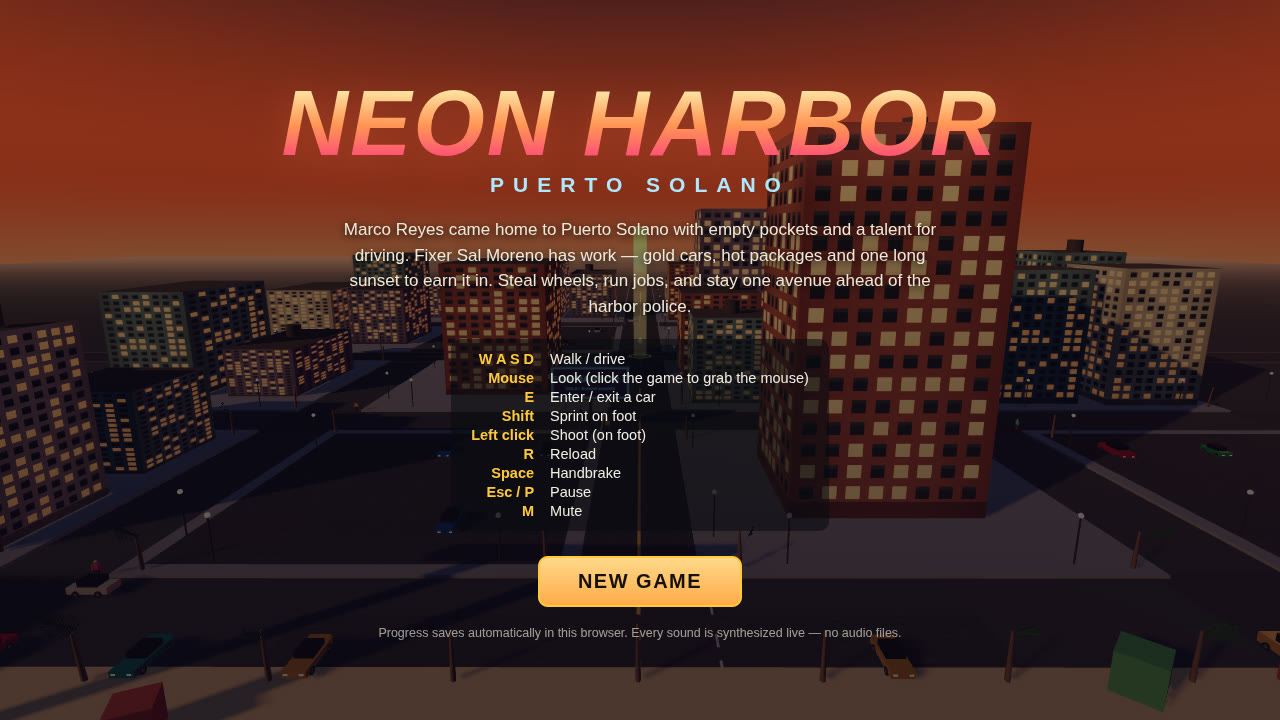 NEON HARBOR
PUERTO SOLANO
Marco Reyes came home to Puerto Solano with empty pockets and a talent for
driving. Fixer Sal Moreno has work — gold cars, hot packages and one long
sunset to earn it in. Steal wheels, run jobs, and stay one avenue ahead of the
harbor police.
W A S D Walk / drive
Mouse Look (click the game to grab the mouse)
E Enter / exit a car
Shift Sprint on foot
Left click Shoot (on foot)
R Reload
Space Handbrake
Esc / P Pause
M Mute
NEW GAME
Progress saves automatically in this browser. Every sound is synthesized live — no audio files.